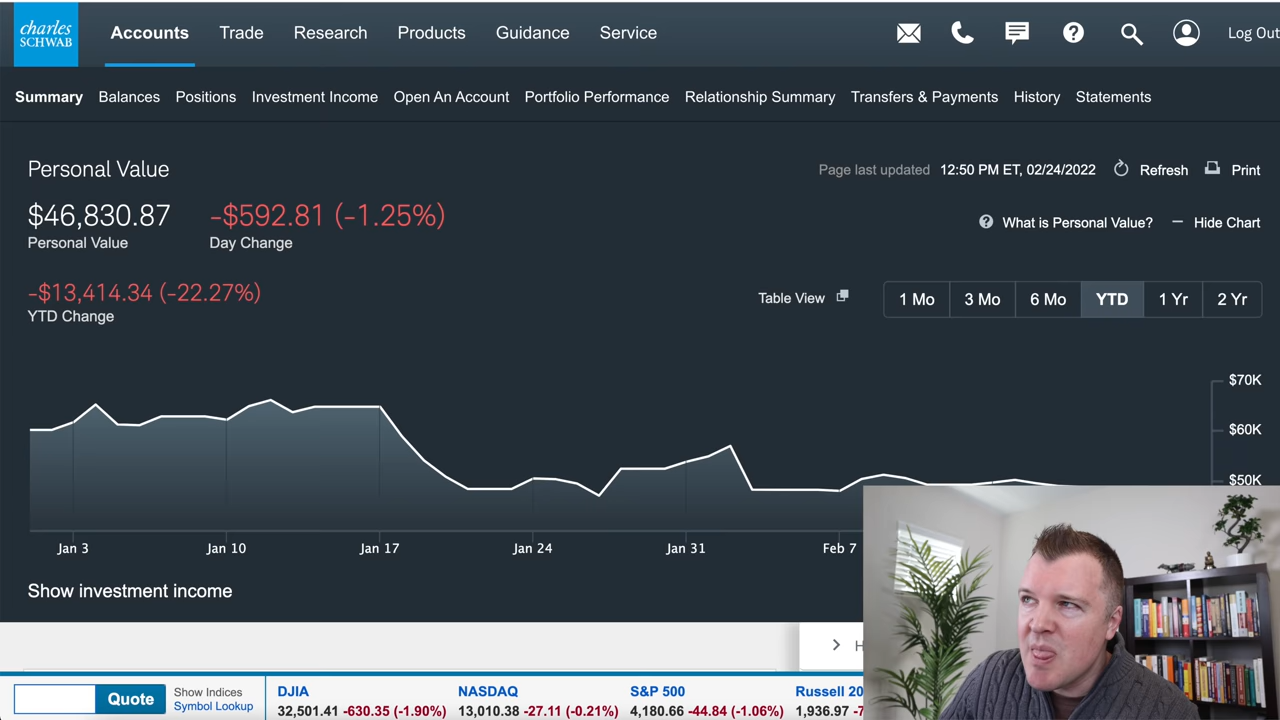 charles
SCHWAB
Accounts Trade Research Products Guidance Service Log Out
Summary Balances Positions Investment Income Open An Account Portfolio Performance Relationship Summary Transfers & Payments History Statements
Personal Value
Page last updated 12:50 PM ET, 02/24/2022 Refresh Print
$46,830.87 -$592.81 (-1.25%)
Personal Value Day Change
What is Personal Value? Hide Chart
-$13,414.34 (-22.27%)
YTD Change
Table View 1 Mo 3 Mo 6 Mo YTD 1 Yr 2 Yr
$70K
$60K
$50K
Jan 3 Jan 10 Jan 17 Jan 24 Jan 31 Feb 7
Show investment income
H
Quote
Show Indices
Symbol Lookup
DJIA NASDAQ S&P 500 Russell 20
32,501.41 -630.35 (-1.90%) 13,010.38 -27.11 (-0.21%) 4,180.66 -44.84 (-1.06%) 1,936.97 -7